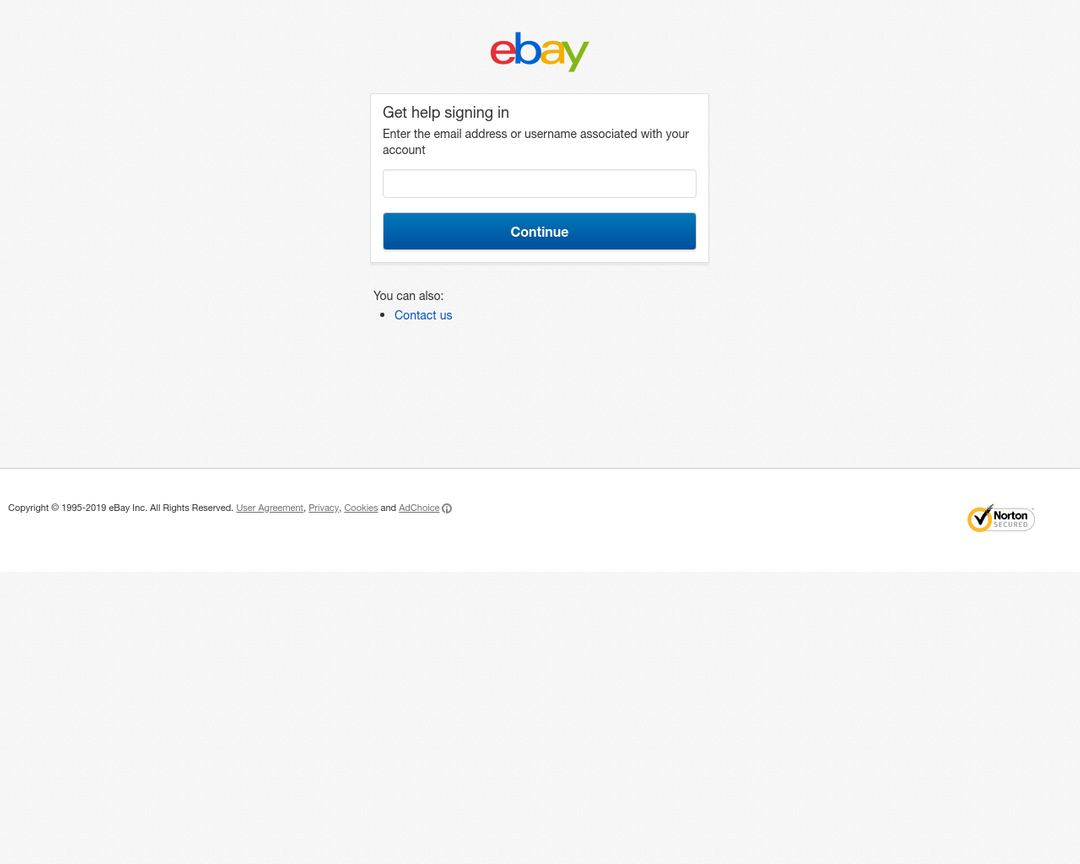 ebay
Get help signing in
Enter the email address or username associated with your
account
Continue
You can also:
• Contact us
Copyright © 1995-2019 eBay Inc. All Rights Reserved. User Agreement, Privacy, Cookies and AdChoice
Norton
SECURED